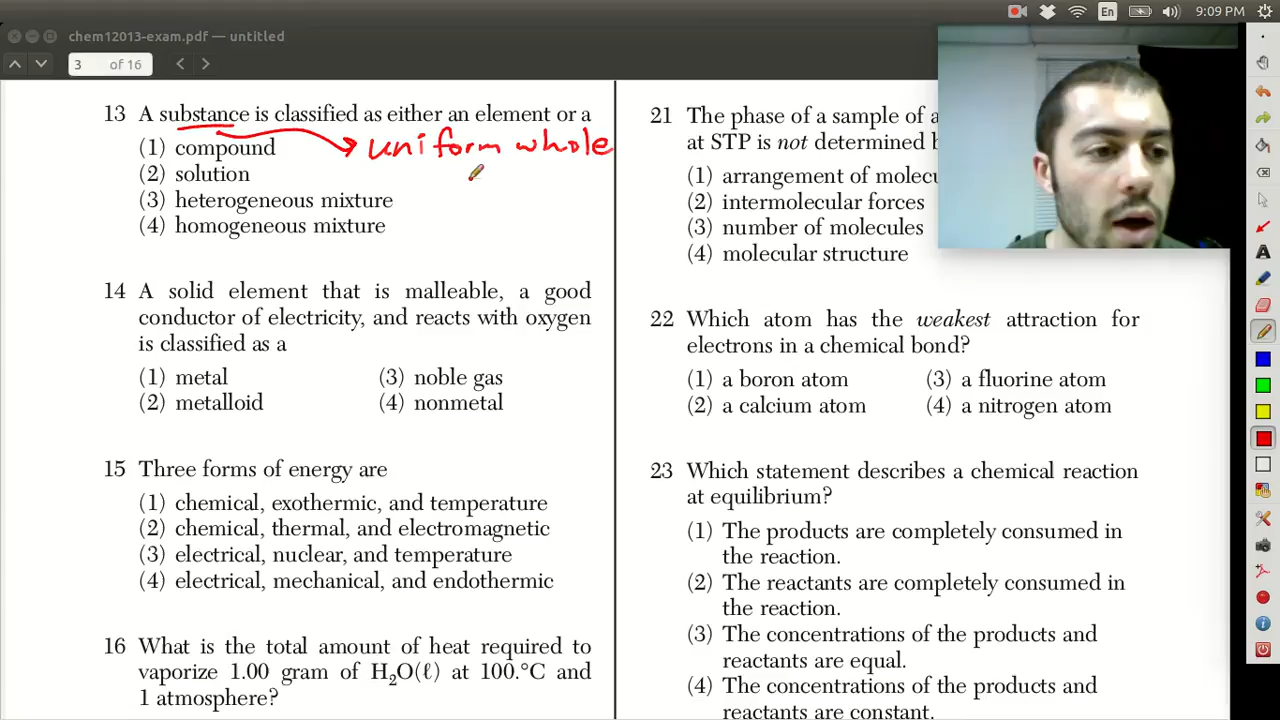 En
9:09 PM
chem12013-exam.pdf — untitled
3 of 16
13 A substance is classified as either an element or a
(1) compound
uniform whole
(2) solution
(3) heterogeneous mixture
(4) homogeneous mixture
14 A solid element that is malleable, a good
conductor of electricity, and reacts with oxygen
is classified as a
(1) metal (3) noble gas
(2) metalloid (4) nonmetal
15 Three forms of energy are
(1) chemical, exothermic, and temperature
(2) chemical, thermal, and electromagnetic
(3) electrical, nuclear, and temperature
(4) electrical, mechanical, and endothermic
16 What is the total amount of heat required to
vaporize 1.00 gram of H₂O(ℓ) at 100.°C and
1 atmosphere?
21 The phase of a sample of a
at STP is not determined
(1) arrangement of
(2) intermolecular forces
(3) number of molecules
(4) molecular structure
22 Which atom has the weakest attraction for
electrons in a chemical bond?
(1) a boron atom (3) a fluorine atom
(2) a calcium atom (4) a nitrogen atom
23 Which statement describes a chemical reaction
at equilibrium?
(1) The products are completely consumed in
the reaction.
(2) The reactants are completely consumed in
the reaction.
(3) The concentrations of the products and
reactants are equal.
(4) The concentrations of the products and
reactants are constant.